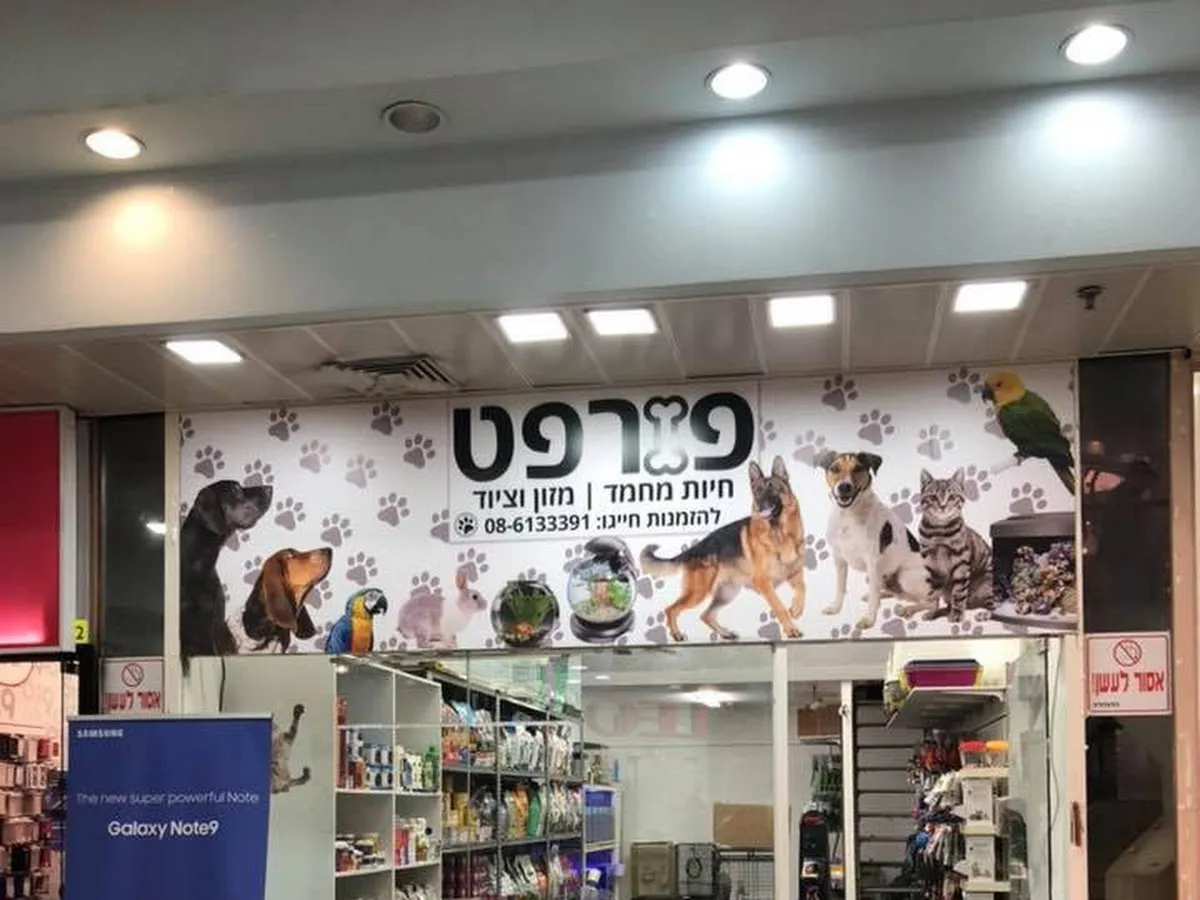 פורפט
חיות מחמד | מזון וציוד
להזמנות חייגו: 08-6133391
אסור לעשן
אסור לעשן!
SAMSUNG
The new super powerful Note
Galaxy Note9
2